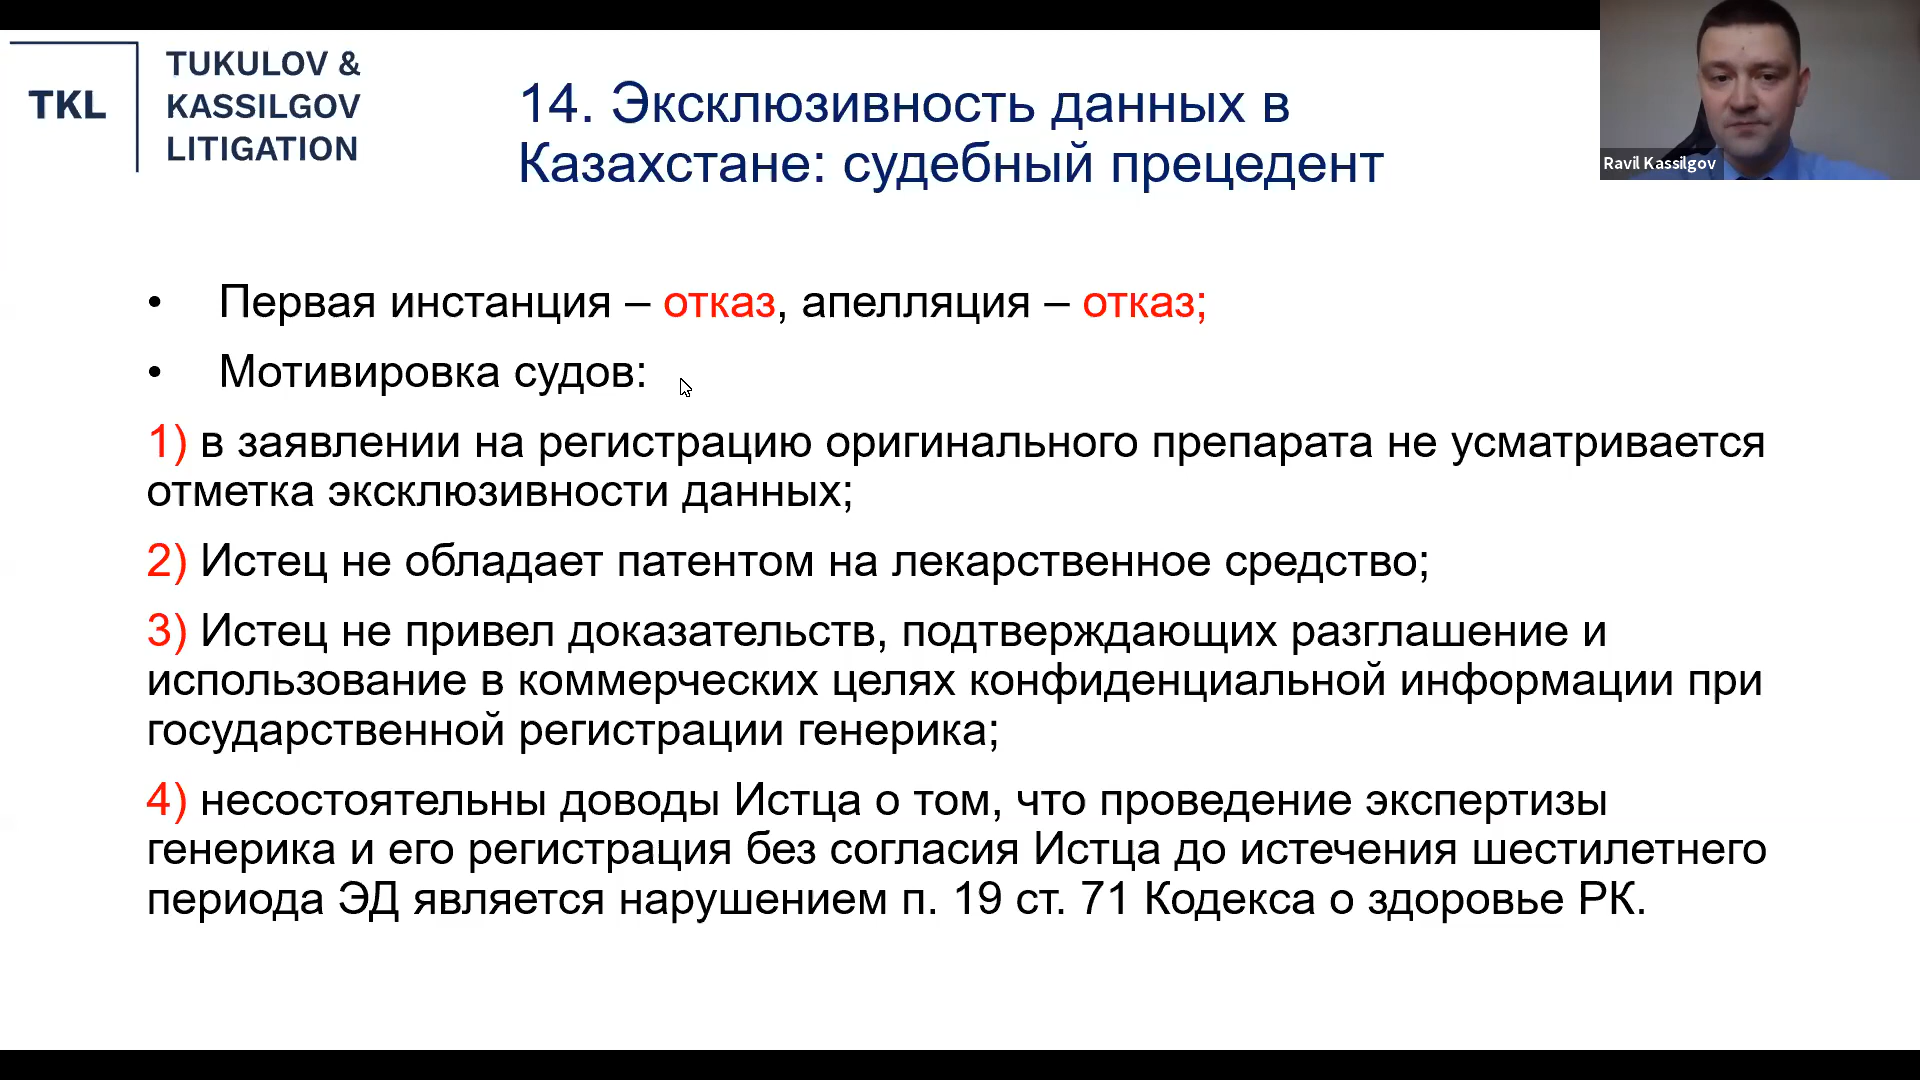 TKL
TUKULOV &
KASSILGOV
LITIGATION
14. Эксклюзивность данных в
Казахстане: судебный прецедент
Ravil Kassilgov
• Первая инстанция – отказ, апелляция – отказ;
• Мотивировка судов:
1) в заявлении на регистрацию оригинального препарата не усматривается
отметка эксклюзивности данных;
2) Истец не обладает патентом на лекарственное средство;
3) Истец не привел доказательств, подтверждающих разглашение и
использование в коммерческих целях конфиденциальной информации при
государственной регистрации генерика;
4) несостоятельны доводы Истца о том, что проведение экспертизы
генерика и его регистрация без согласия Истца до истечения шестилетнего
периода ЭД является нарушением п. 19 ст. 71 Кодекса о здоровье РК.